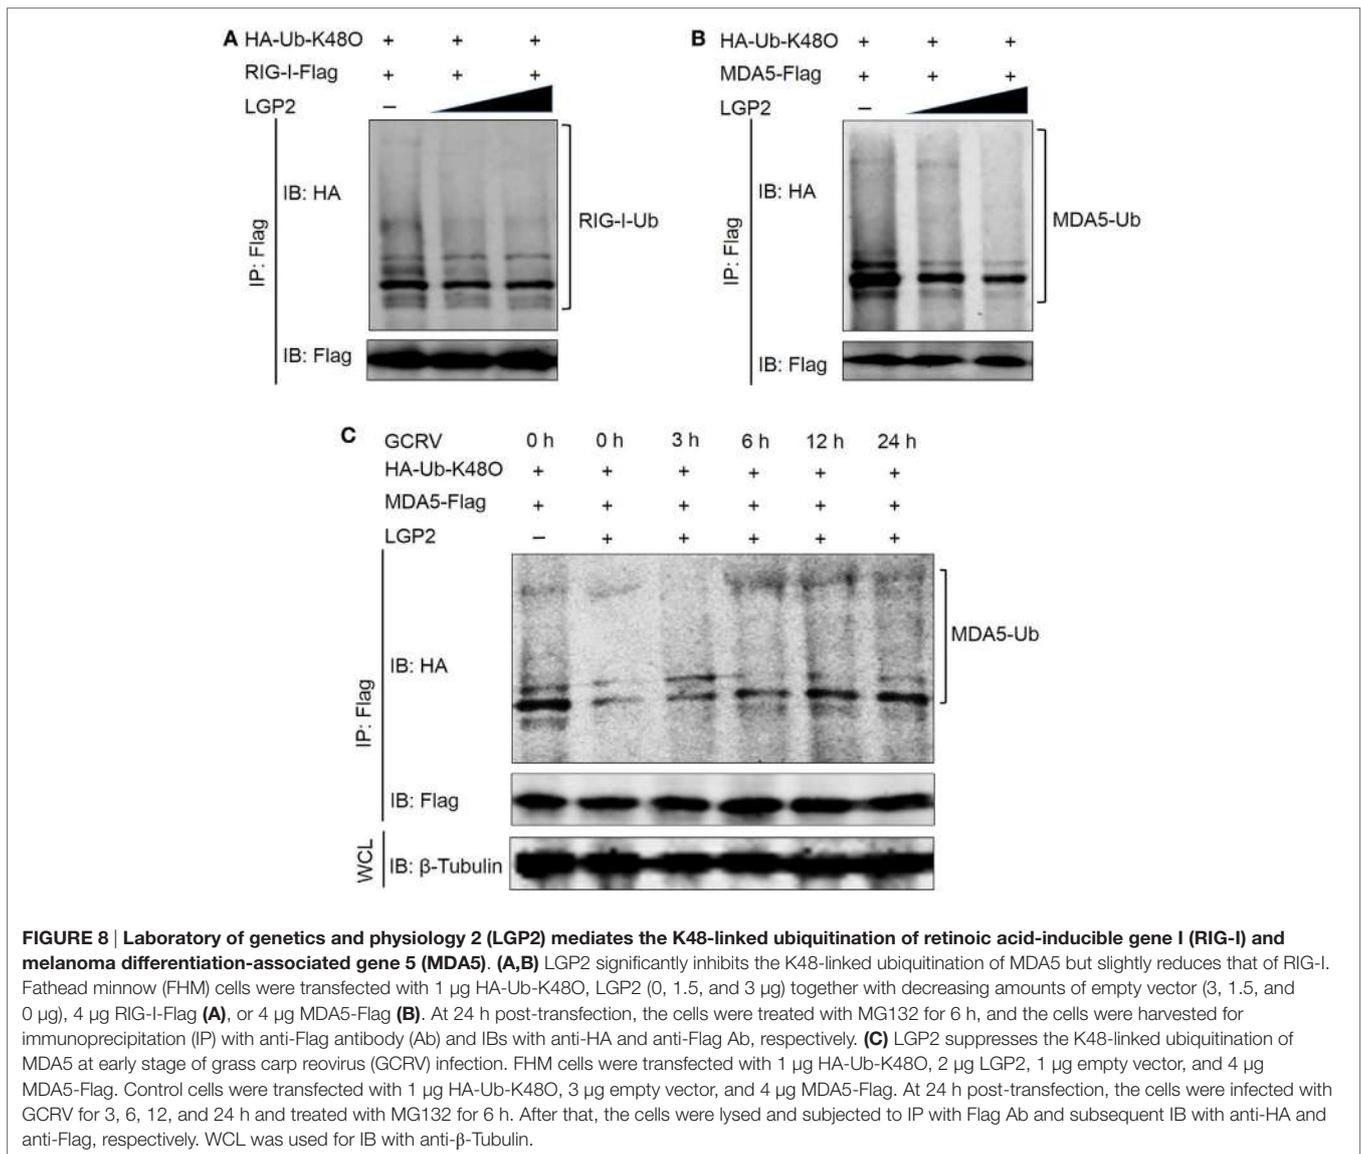 A HA-Ub-K48O + + +
RIG-I-Flag + + +
LGP2 –
IP: Flag
IB: HA
RIG-I-Ub
IB: Flag
B HA-Ub-K48O + + +
MDA5-Flag + + +
LGP2 –
IP: Flag
IB: HA
MDA5-Ub
IB: Flag
C GCRV 0 h 0 h 3 h 6 h 12 h 24 h
HA-Ub-K48O + + + + + +
MDA5-Flag + + + + + +
LGP2 – + + + + +
IP: Flag
IB: HA
MDA5-Ub
IB: Flag
WCL
IB: β-Tubulin
FIGURE 8 | Laboratory of genetics and physiology 2 (LGP2) mediates the K48-linked ubiquitination of retinoic acid-inducible gene I (RIG-I) and
melanoma differentiation-associated gene 5 (MDA5). (A,B) LGP2 significantly inhibits the K48-linked ubiquitination of MDA5 but slightly reduces that of RIG-I.
Fathead minnow (FHM) cells were transfected with 1 μg HA-Ub-K48O, LGP2 (0, 1.5, and 3 μg) together with decreasing amounts of empty vector (3, 1.5, and
0 μg), 4 μg RIG-I-Flag (A), or 4 μg MDA5-Flag (B). At 24 h post-transfection, the cells were treated with MG132 for 6 h, and the cells were harvested for
immunoprecipitation (IP) with anti-Flag antibody (Ab) and IBs with anti-HA and anti-Flag Ab, respectively. (C) LGP2 suppresses the K48-linked ubiquitination of
MDA5 at early stage of grass carp reovirus (GCRV) infection. FHM cells were transfected with 1 μg HA-Ub-K48O, 2 μg LGP2, 1 μg empty vector, and 4 μg
MDA5-Flag. Control cells were transfected with 1 μg HA-Ub-K48O, 3 μg empty vector, and 4 μg MDA5-Flag. At 24 h post-transfection, the cells were infected with
GCRV for 3, 6, 12, and 24 h and treated with MG132 for 6 h. After that, the cells were lysed and subjected to IP with Flag Ab and subsequent IB with anti-HA and
anti-Flag, respectively. WCL was used for IB with anti-β-Tubulin.